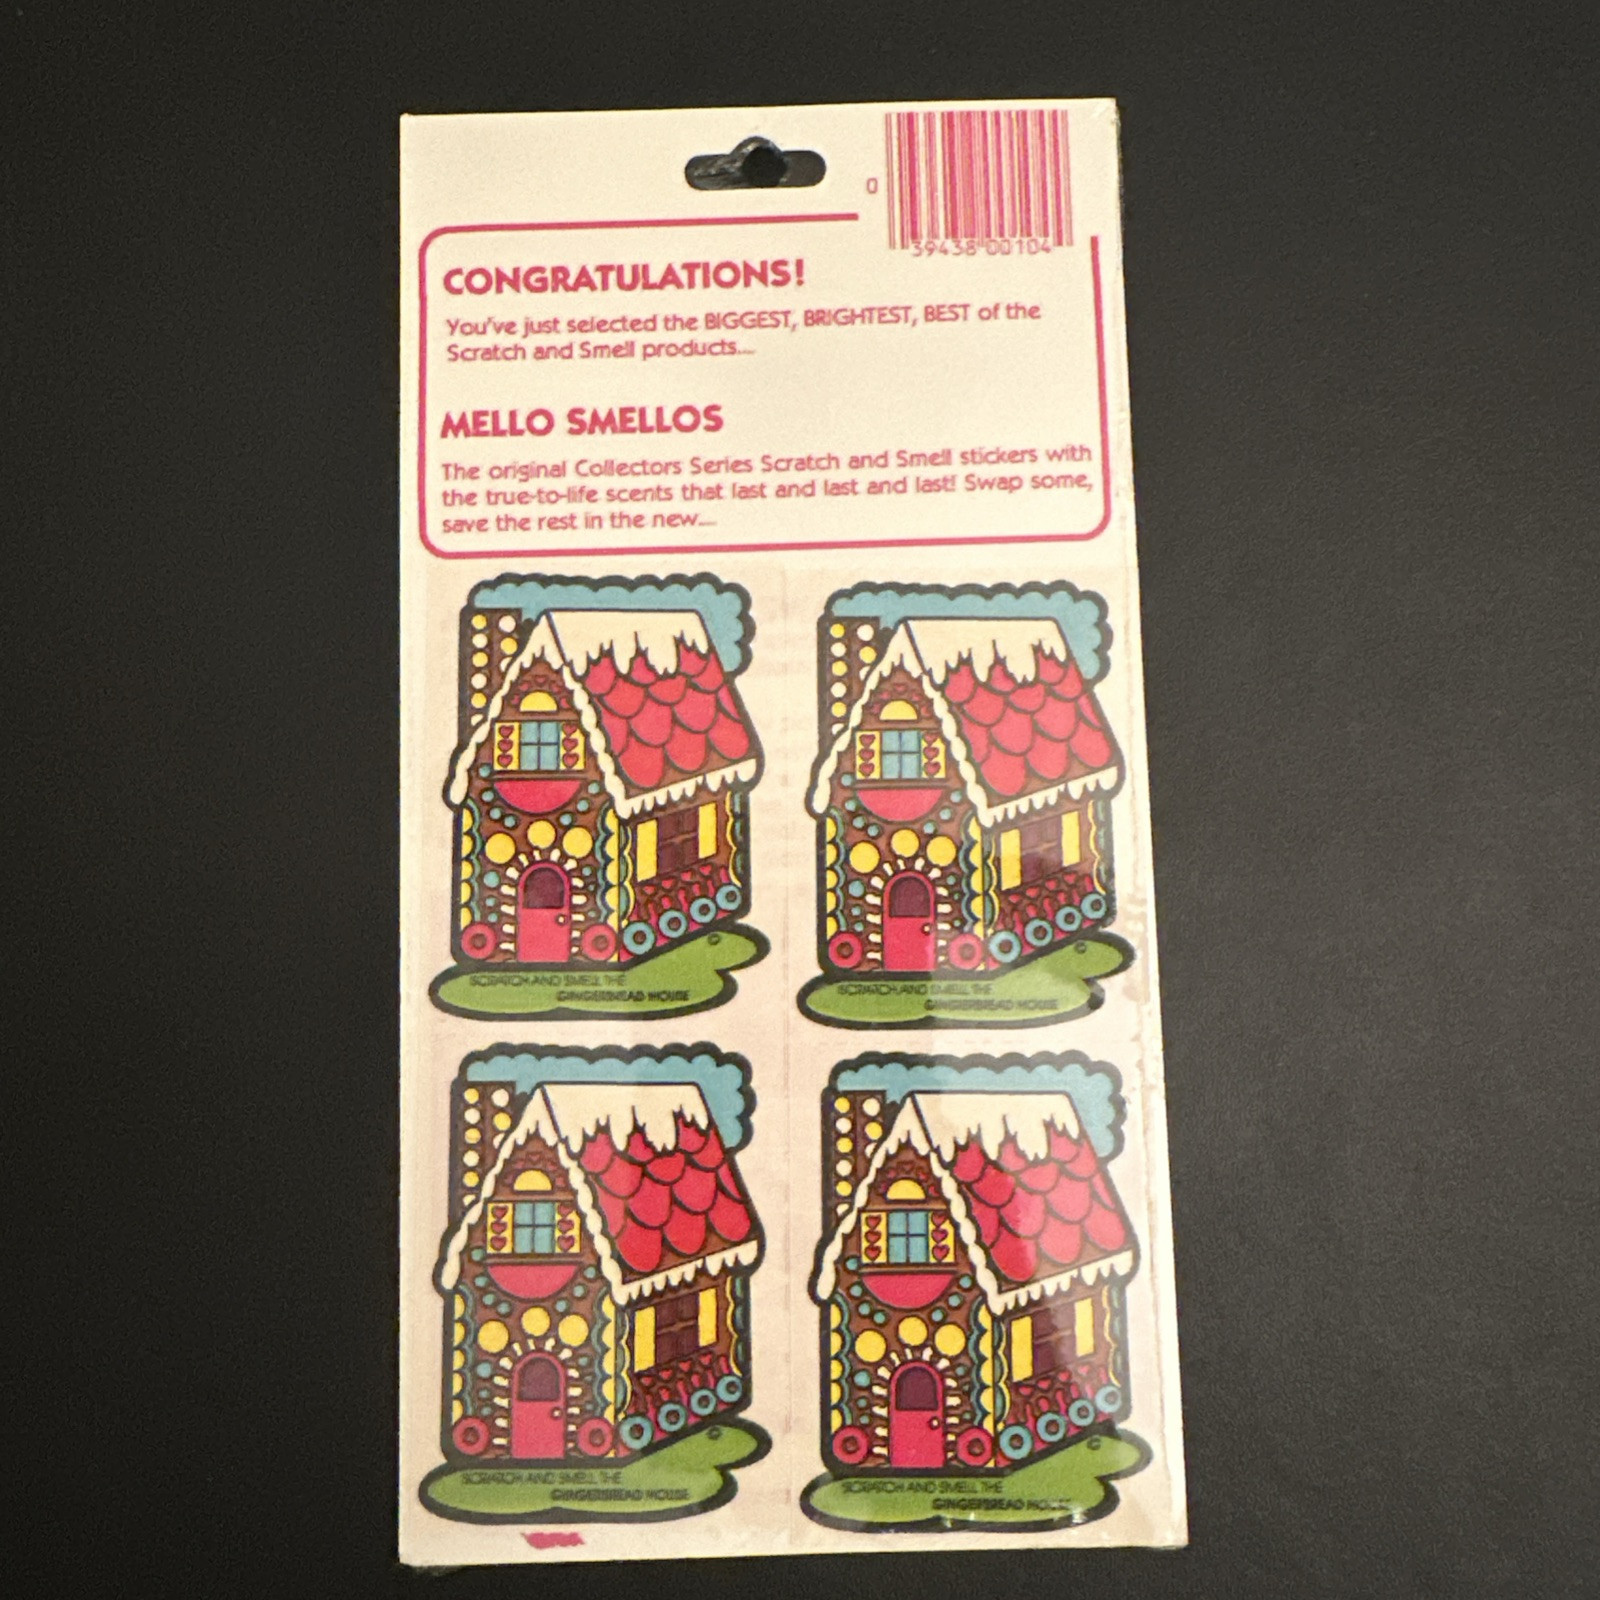 0
39438 00104
CONGRATULATIONS!
You've just selected the BIGGEST, BRIGHTEST, BEST of the
Scratch and Smell products....
MELLO SMELLOS
The original Collectors Series Scratch and Smell stickers with
the true-to-life scents that last and last and last! Swap some,
save the rest in the new....
SCRATCH AND SMELL THE
GINGERBREAD HOUSE
©
SCRATCH AND SMELL THE
GINGERBREAD HOUSE
©
SCRATCH AND SMELL THE
GINGERBREAD HOUSE
©
SCRATCH AND SMELL THE
GINGERBREAD HOUSE
©